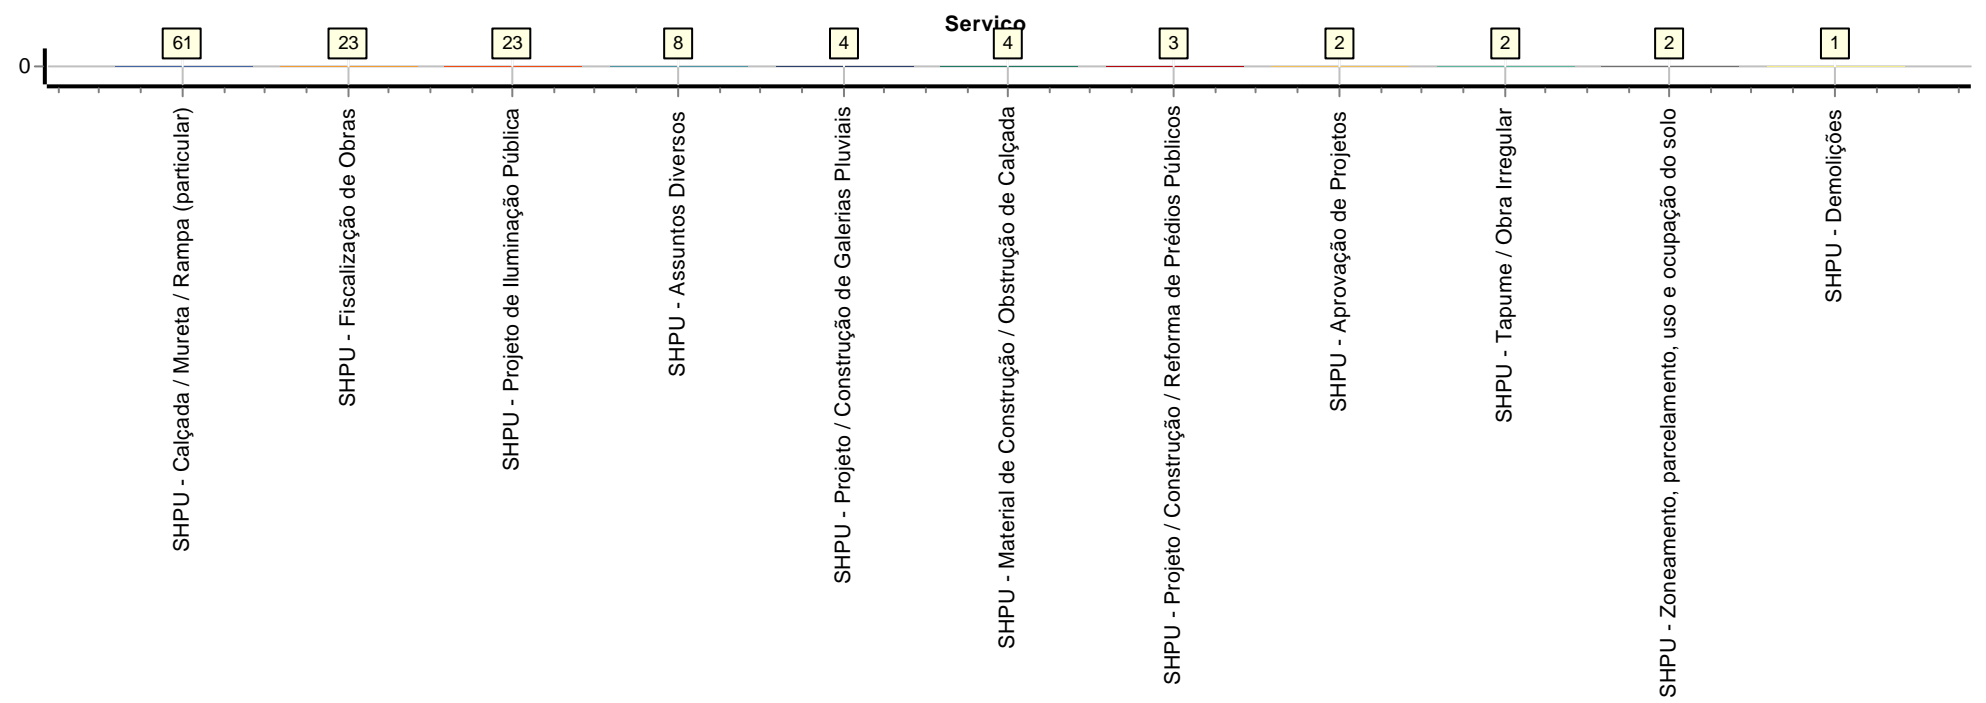 Serviço
61
23
23
8
4
4
3
2
2
2
1
0
SHPU - Calçada / Mureta / Rampa (particular)
SHPU - Fiscalização de Obras
SHPU - Projeto de Iluminação Pública
SHPU - Assuntos Diversos
SHPU - Projeto / Construção de Galerias Pluviais
SHPU - Material de Construção / Obstrução de Calçada
SHPU - Projeto / Construção / Reforma de Prédios Públicos
SHPU - Aprovação de Projetos
SHPU - Tapume / Obra Irregular
SHPU - Zoneamento, parcelamento, uso e ocupação do solo
SHPU - Demolições